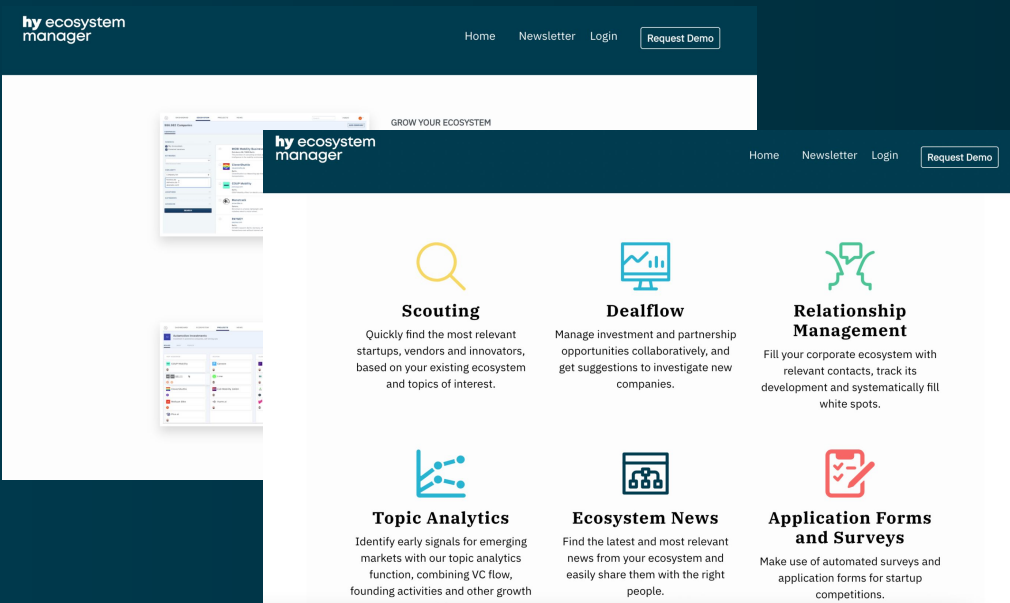 hy ecosystem
manager
Home Newsletter Login Request Demo
GROW YOUR ECOSYSTEM
hy ecosystem
manager
Home Newsletter Login Request Demo
Scouting
Quickly find the most relevant
startups, vendors and innovators,
based on your existing ecosystem
and topics of interest.
Dealflow
Manage investment and partnership
opportunities collaboratively, and
get suggestions to investigate new
companies.
Relationship
Management
Fill your corporate ecosystem with
relevant contacts, track its
development and systematically fill
white spots.
Topic Analytics
Identify early signals for emerging
markets with our topic analytics
function, combining VC flow,
founding activities and other growth
Ecosystem News
Find the latest and most relevant
news from your ecosystem and
easily share them with the right
people.
Application Forms
and Surveys
Make use of automated surveys and
application forms for startup
competitions.